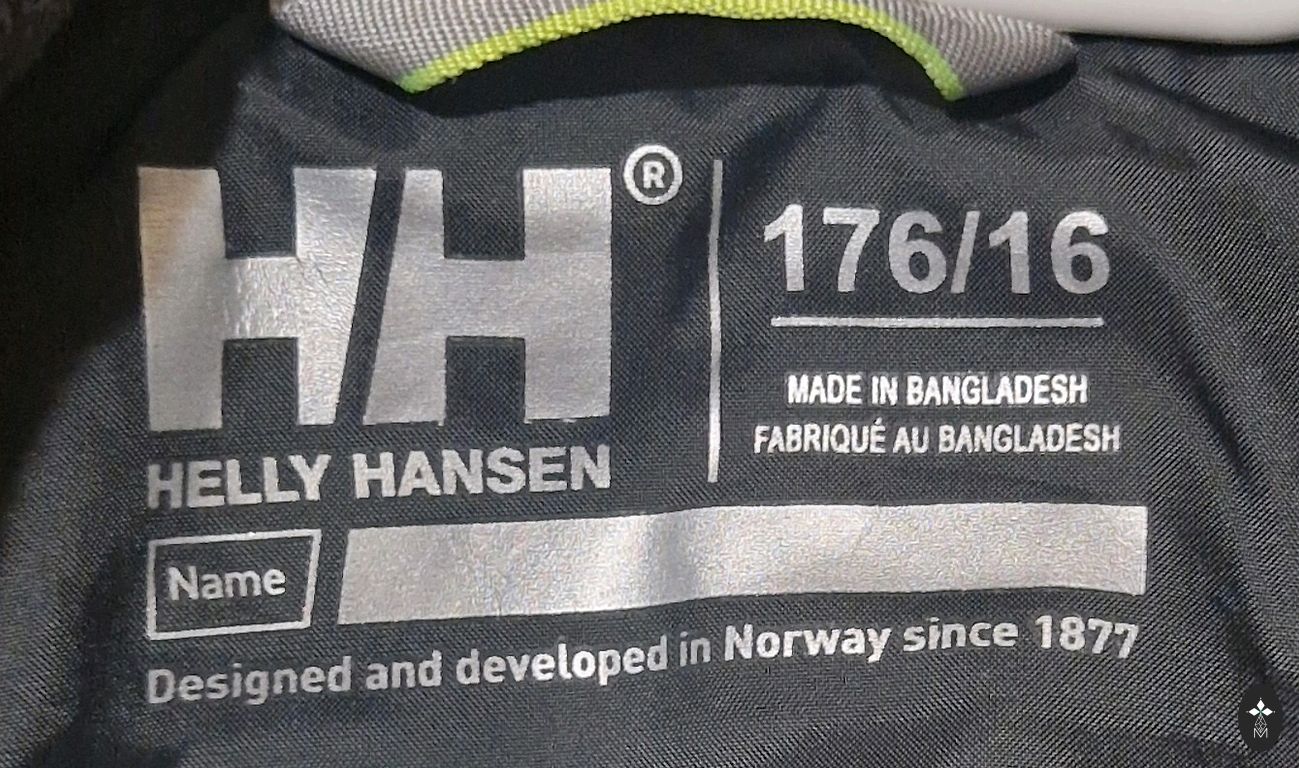 HH®
HELLY HANSEN
176/16
MADE IN BANGLADESH
FABRIQUÉ AU BANGLADESH
Name
Designed and developed in Norway since 1877
M